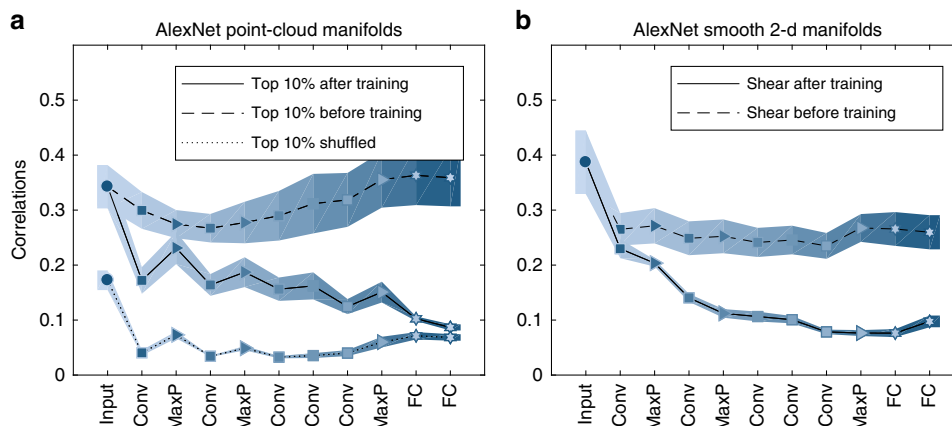 a
AlexNet point-cloud manifolds
Top 10% after training
Top 10% before training
Top 10% shuffled
Correlations
0.5
0.4
0.3
0.2
0.1
0
Input
Conv
MaxP
Conv
MaxP
Conv
Conv
Conv
MaxP
FC
FC
b
AlexNet smooth 2-d manifolds
Shear after training
Shear before training
0.5
0.4
0.3
0.2
0.1
0
Input
Conv
MaxP
Conv
MaxP
Conv
Conv
Conv
MaxP
FC
FC